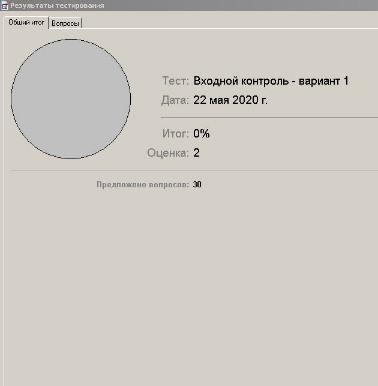 Результаты тестирования
Общий итог Вопросы
Тест: Входной контроль - вариант 1
Дата: 22 мая 2020 г.
Итог: 0%
Оценка: 2
Предложено вопросов: 30